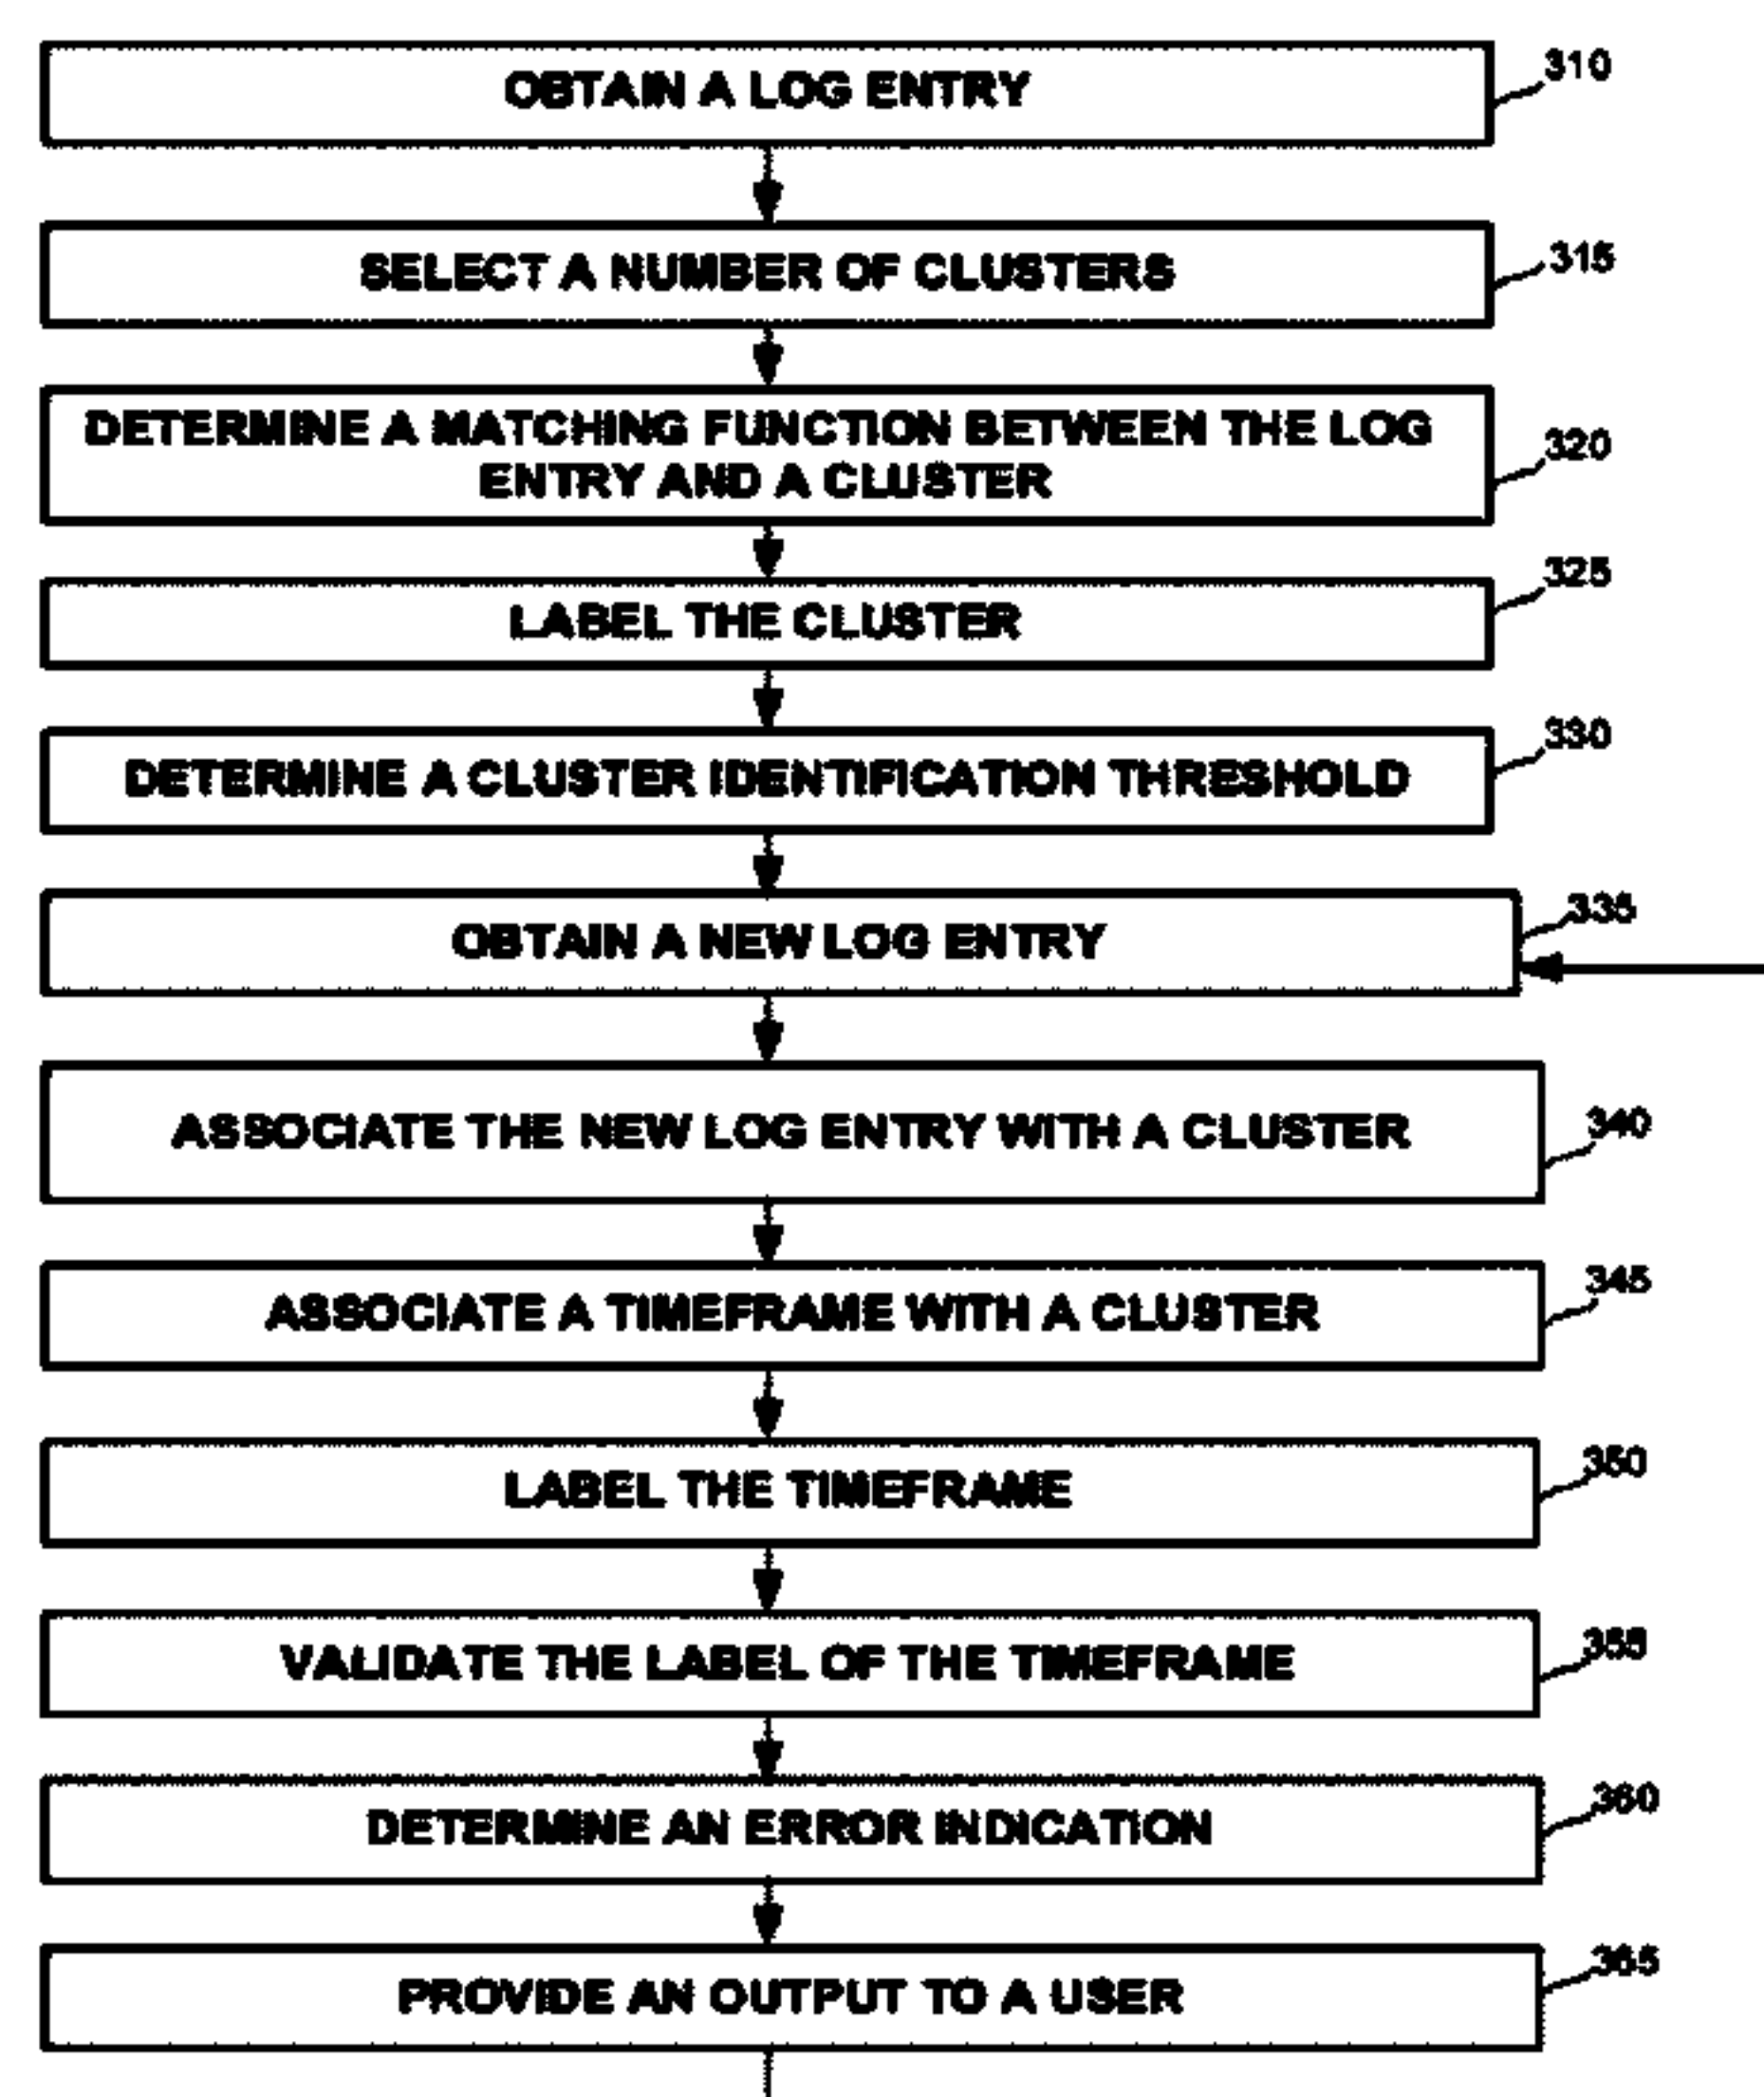 OBTAIN A LOG ENTRY
310
SELECT A NUMBER OF CLUSTERS
315
DETERMINE A MATCHING FUNCTION BETWEEN THE LOG
ENTRY AND A CLUSTER
320
LABEL THE CLUSTER
325
DETERMINE A CLUSTER IDENTIFICATION THRESHOLD
330
OBTAIN A NEW LOG ENTRY
335
ASSOCIATE THE NEW LOG ENTRY WITH A CLUSTER
340
ASSOCIATE A TIMEFRAME WITH A CLUSTER
345
LABEL THE TIMEFRAME
350
VALIDATE THE LABEL OF THE TIMEFRAME
355
DETERMINE AN ERROR INDICATION
360
PROVIDE AN OUTPUT TO A USER
365